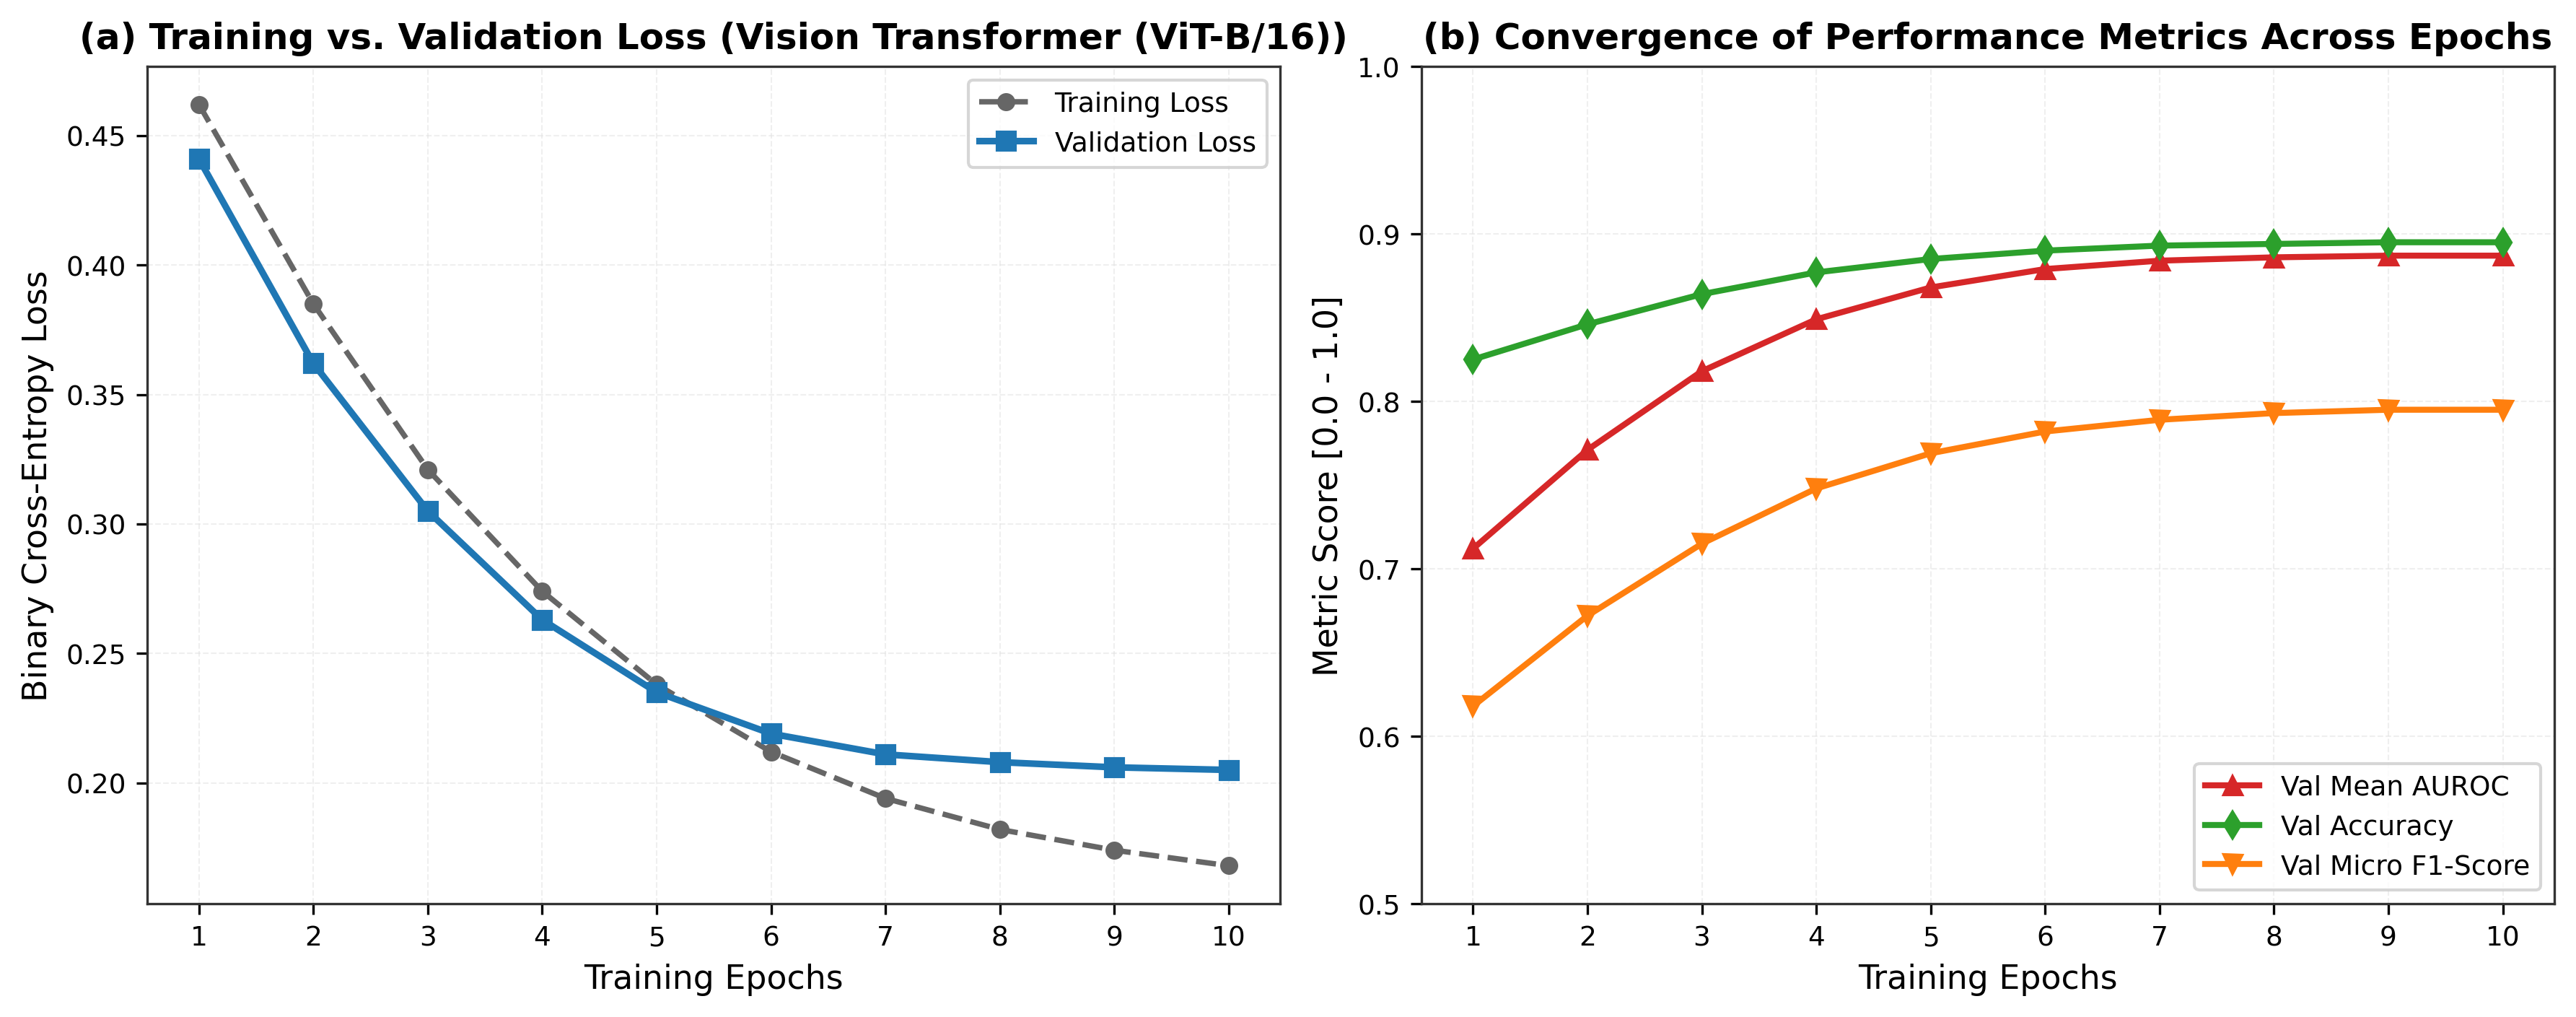 (a) Training vs. Validation Loss (Vision Transformer (ViT-B/16))
Binary Cross-Entropy Loss
0.45
0.40
0.35
0.30
0.25
0.20
Training Loss
Validation Loss
1 2 3 4 5 6 7 8 9 10
Training Epochs
(b) Convergence of Performance Metrics Across Epochs
Metric Score [0.0 - 1.0]
1.0
0.9
0.8
0.7
0.6
0.5
Val Mean AUROC
Val Accuracy
Val Micro F1-Score
1 2 3 4 5 6 7 8 9 10
Training Epochs